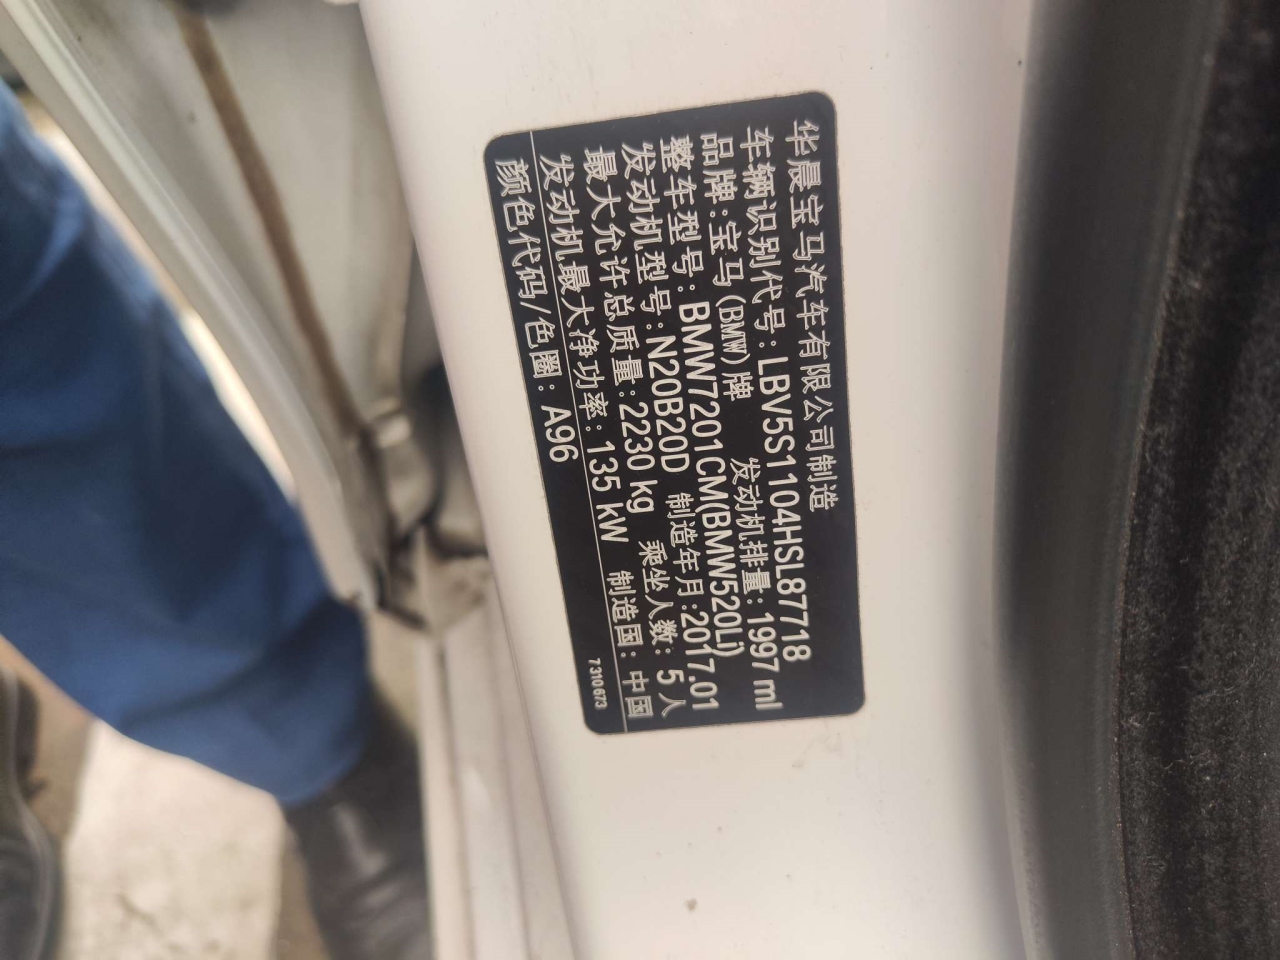 华晨宝马汽车有限公司制造
车辆识别代号:LBV5S1104HSL87718
品牌:宝马(BMW)牌 发动机排量:1997 ml
整车型号:BMW7201CM(BMW520Li)
发动机型号:N20B20D 制造年月:2017.01
最大允许总质量:2230 kg 乘坐人数:5人
发动机最大净功率:135 kW 制造国:中国
颜色代码/色圈:A96 7 310 673